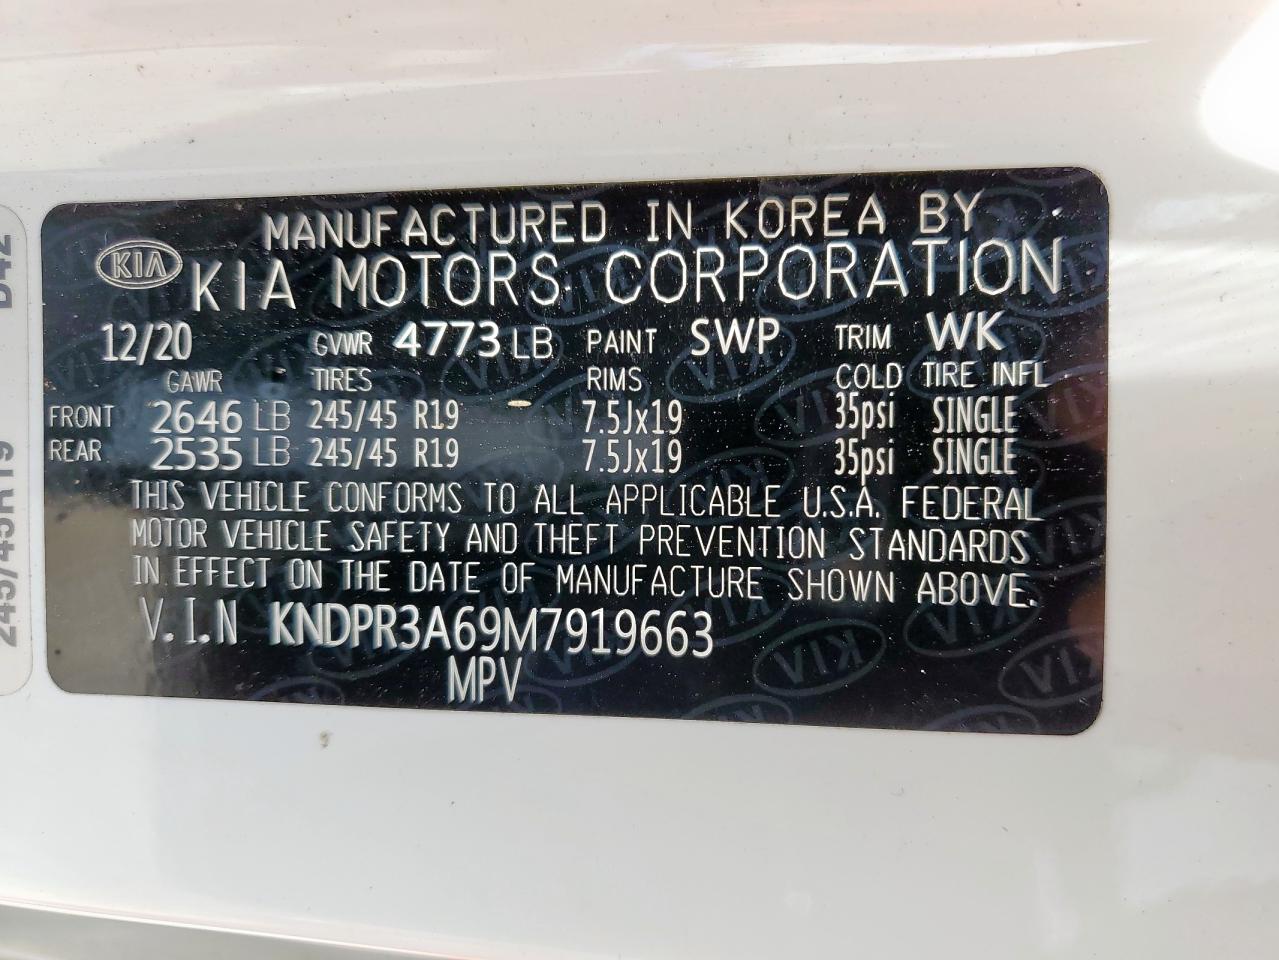 MANUFACTURED IN KOREA BY
KIA KIA MOTORS CORPORATION
12/20 GVWR 4773 LB PAINT SWP TRIM WK
GAWR TIRES RIMS COLD TIRE INFL
FRONT 2646 LB 245/45 R19 7.5Jx19 35psi SINGLE
REAR 2535 LB 245/45 R19 7.5Jx19 35psi SINGLE
THIS VEHICLE CONFORMS TO ALL APPLICABLE U.S.A. FEDERAL
MOTOR VEHICLE SAFETY AND THEFT PREVENTION STANDARDS
IN EFFECT ON THE DATE OF MANUFACTURE SHOWN ABOVE.
V.I.N KNDPR3A69M7919663
MPV
245/45R19